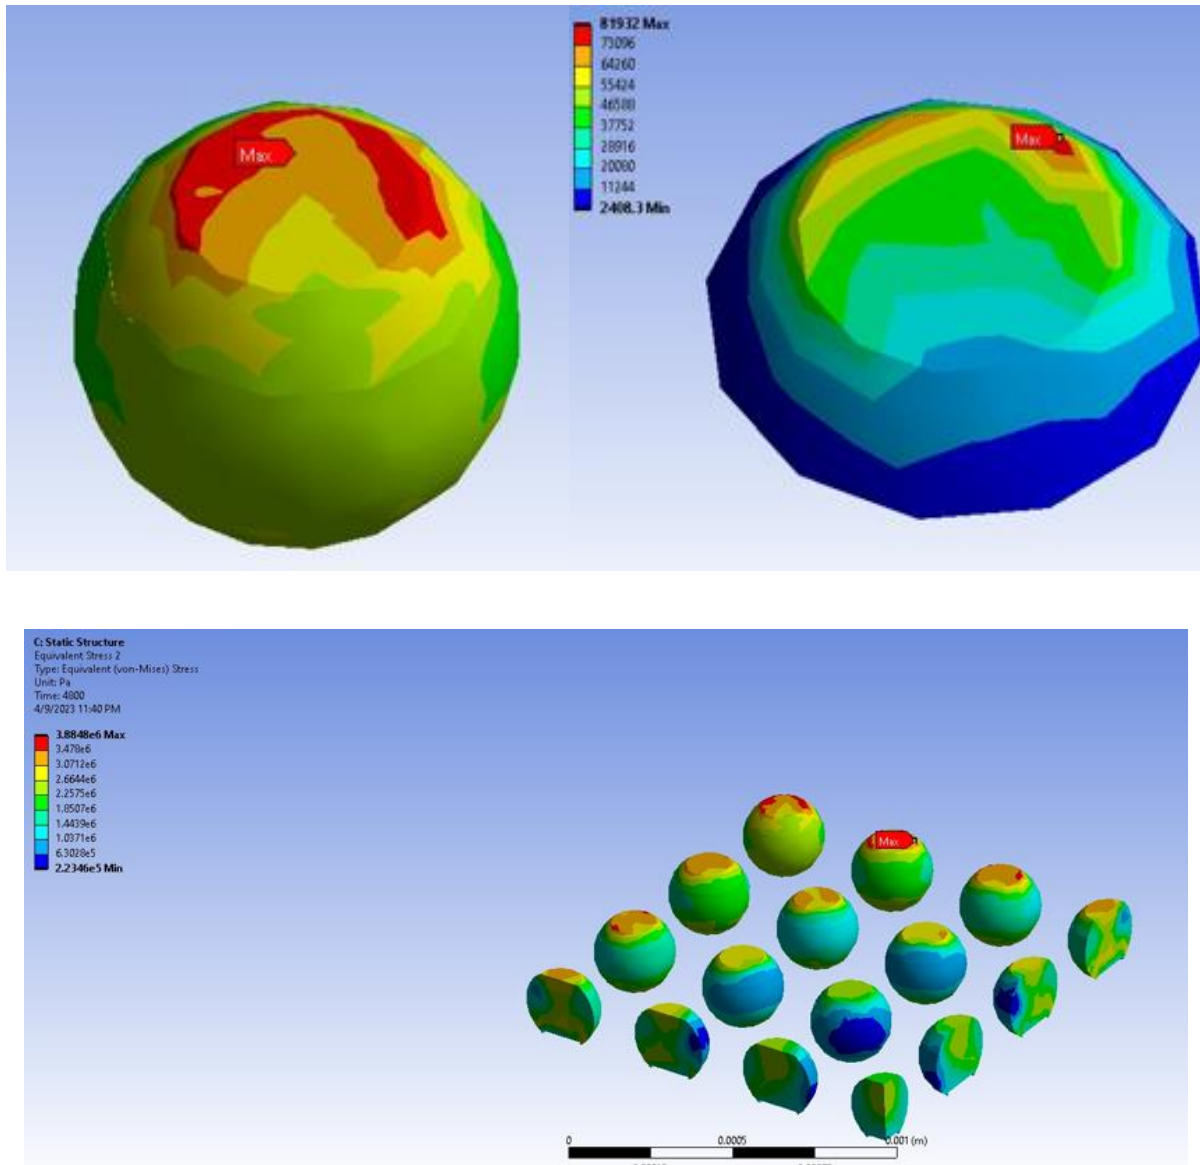 Max
81932 Max
73096
64260
55424
46588
37752
28916
20080
11244
2408.3 Min
Max
C: Static Structure
Equivalent Stress 2
Type: Equivalent (von-Mises) Stress
Unit: Pa
Time: 4800
4/9/2023 11:40 PM
3.8848e6 Max
3.478e6
3.0712e6
2.6644e6
2.2575e6
1.8507e6
1.4439e6
1.0371e6
6.3028e5
2.2346e5 Min
Max
0
0.0005
0.001 (m)